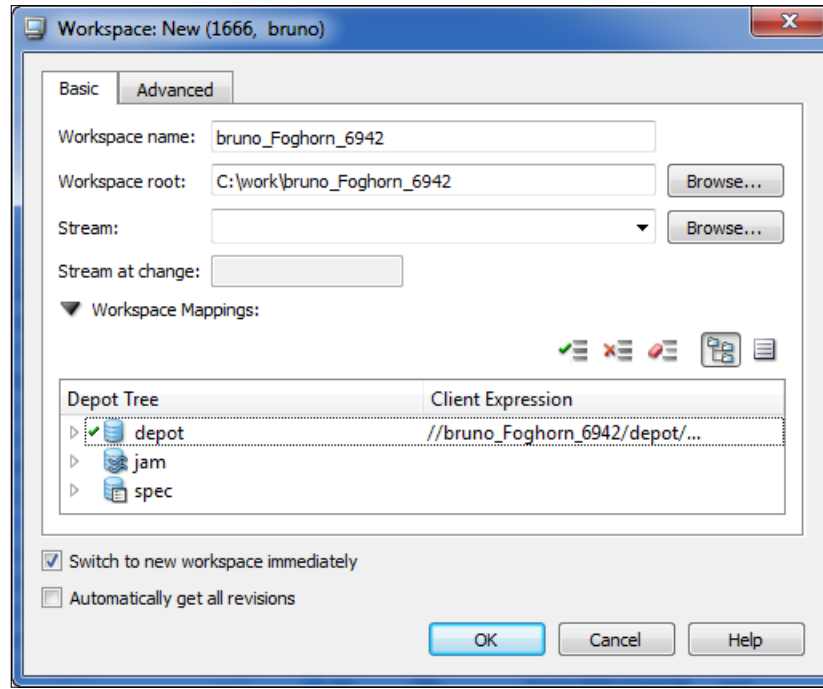 Workspace: New (1666, bruno)
Basic Advanced
Workspace name: bruno_Foghorn_6942
Workspace root: C:\work\bruno_Foghorn_6942 Browse...
Stream: Browse...
Stream at change:
Workspace Mappings:
Depot Tree Client Expression
depot //bruno_Foghorn_6942/depot/...
jam
spec
Switch to new workspace immediately
Automatically get all revisions
OK Cancel Help